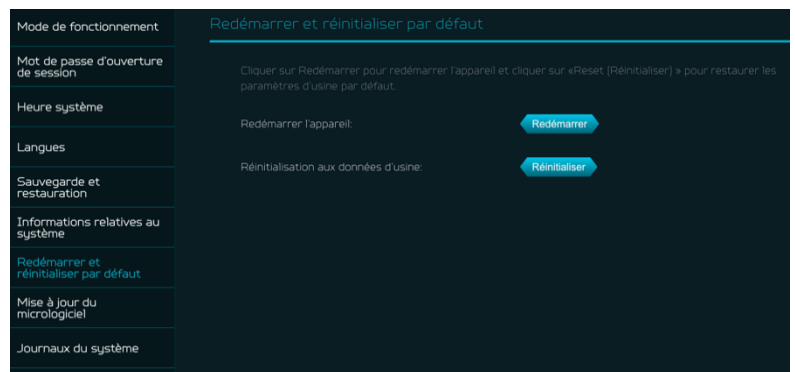 Mode de fonctionnement
Mot de passe d'ouverture
de session
Heure système
Langues
Sauvegarde et
restauration
Informations relatives au
système
Redémarrer et
réinitialiser par défaut
Mise à jour du
micrologiciel
Journaux du système
Redémarrer et réinitialiser par défaut
Cliquer sur Redémarrer pour redémarrer l'appareil et cliquer sur «Reset (Réinitialiser) » pour restaurer les
paramètres d'usine par défaut.
Redémarrer l'appareil:
Redémarrer
Réinitialisation aux données d'usine:
Réinitialiser